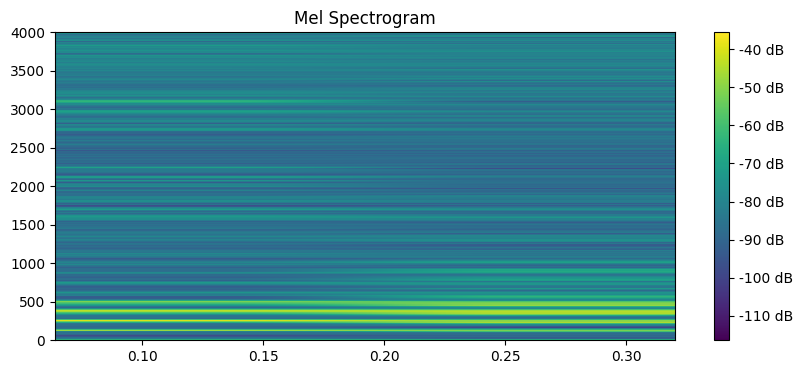 Mel Spectrogram
4000
3500
3000
2500
2000
1500
1000
500
0
0.10 0.15 0.20 0.25 0.30
-40 dB
-50 dB
-60 dB
-70 dB
-80 dB
-90 dB
-100 dB
-110 dB